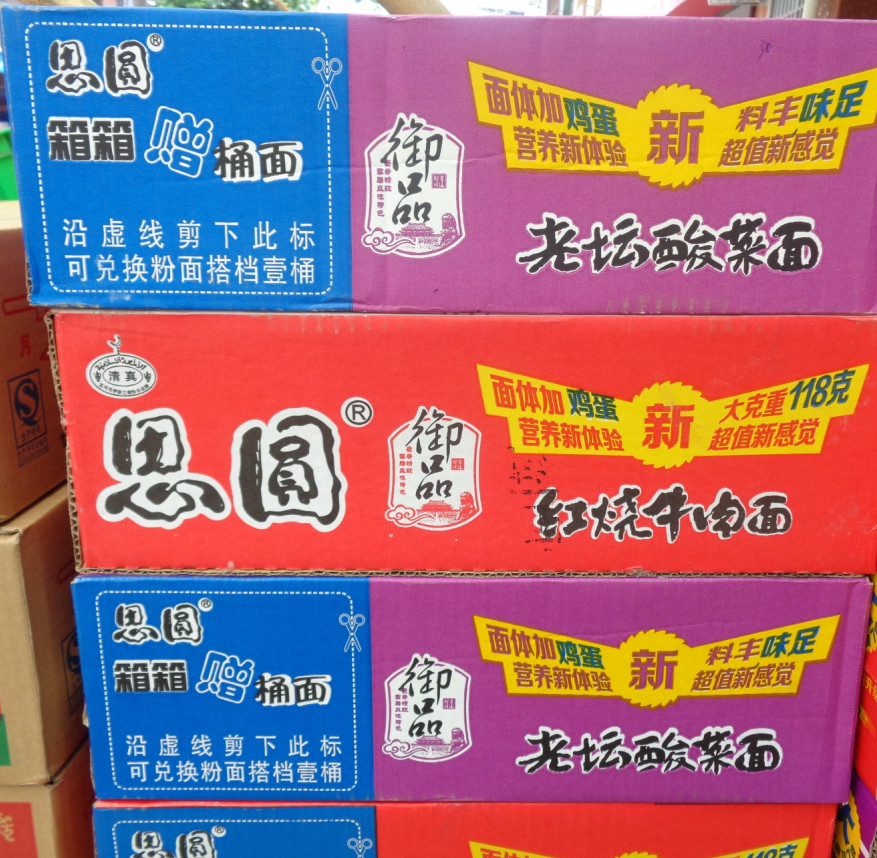 思圆®
箱箱赠桶面
沿虚线剪下此标
可兑换粉面搭档壹桶
御品
面体加鸡蛋
营养新体验
新
料丰味足
超值新感觉
老坛酸菜面
清真
思圆®
御品
面体加鸡蛋
营养新体验
新
大克重118克
超值新感觉
红烧牛肉面
思圆®
箱箱赠桶面
沿虚线剪下此标
可兑换粉面搭档壹桶
御品
面体加鸡蛋
营养新体验
新
料丰味足
超值新感觉
老坛酸菜面
思圆®
月